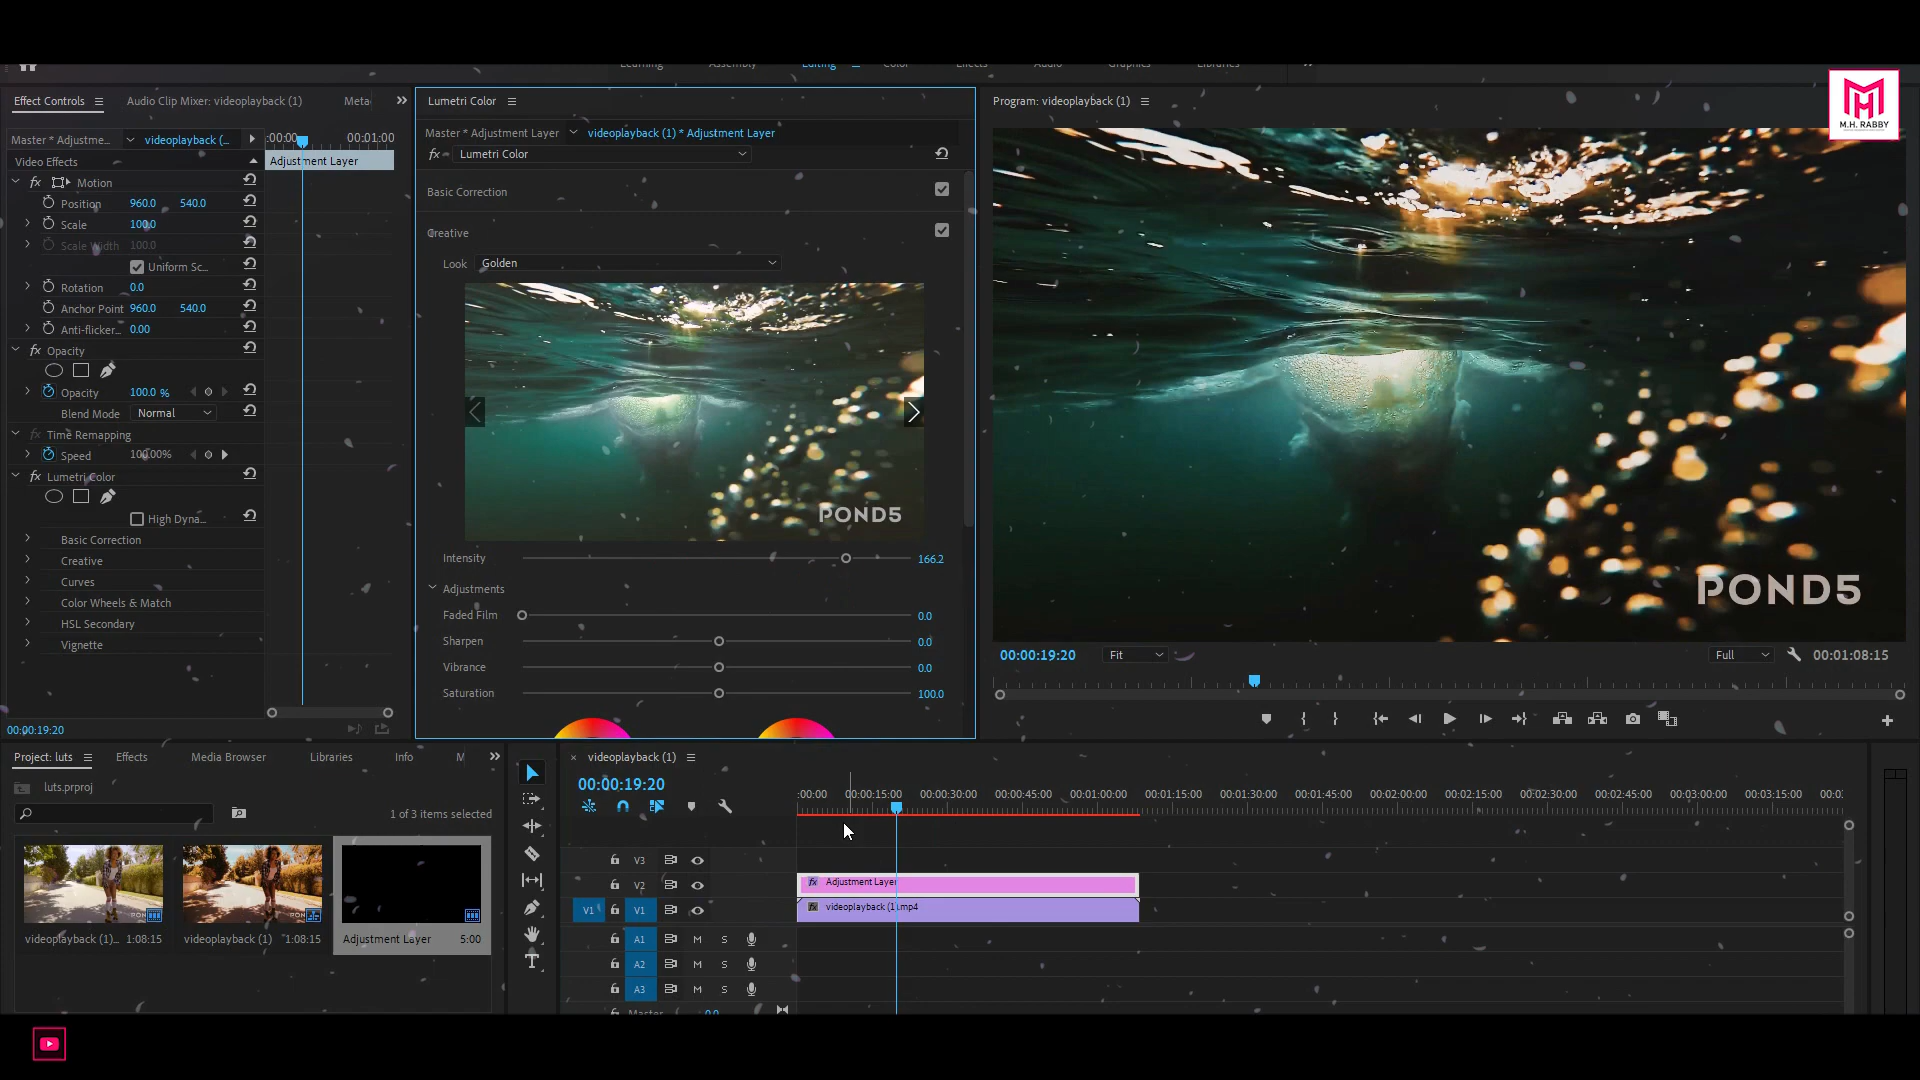 Learning Assembly Editing Color Effects Audio Graphics Libraries
M.H. RABBY
Effect Controls Audio Clip Mixer: videoplayback (1) Meta
Master * Adjustme... videoplayback (... :00:00 00:01:00
Video Effects Adjustment Layer
Motion
Position 960.0 540.0
Scale 100.0
Scale Width 100.0
Uniform Sc...
Rotation 0.0
Anchor Point 960.0 540.0
Anti-flicker... 0.00
Opacity
Opacity 100.0 %
Blend Mode Normal
Time Remapping
Speed 100.00%
Lumetri Color
High Dyna...
Basic Correction
Creative
Curves
Color Wheels & Match
HSL Secondary
Vignette
00:00:19:20
Lumetri Color
Master * Adjustment Layer videoplayback (1) * Adjustment Layer
fx Lumetri Color
Basic Correction
Creative
Look Golden
POND5
Intensity 166.2
Adjustments
Faded Film 0.0
Sharpen 0.0
Vibrance 0.0
Saturation 100.0
Program: videoplayback (1)
POND5
00:00:19:20 Fit Full 00:01:08:15
Project: luts Effects Media Browser Libraries Info M
luts.prproj
1 of 3 items selected
videoplayback (1)... 1:08:15 videoplayback (1) 1:08:15 Adjustment Layer 5:00
videoplayback (1)
00:00:19:20
:00:00 00:00:15:00 00:00:30:00 00:00:45:00 00:01:00:00 00:01:15:00 00:01:30:00 00:01:45:00 00:02:00:00 00:02:15:00 00:02:30:00 00:02:45:00 00:03:00:00 00:03:15:00 00:0
V3
V2 fx Adjustment Layer
V1 V1 fx videoplayback (1).mp4
A1 M S
A2 M S
A3 M S
Master 0.0